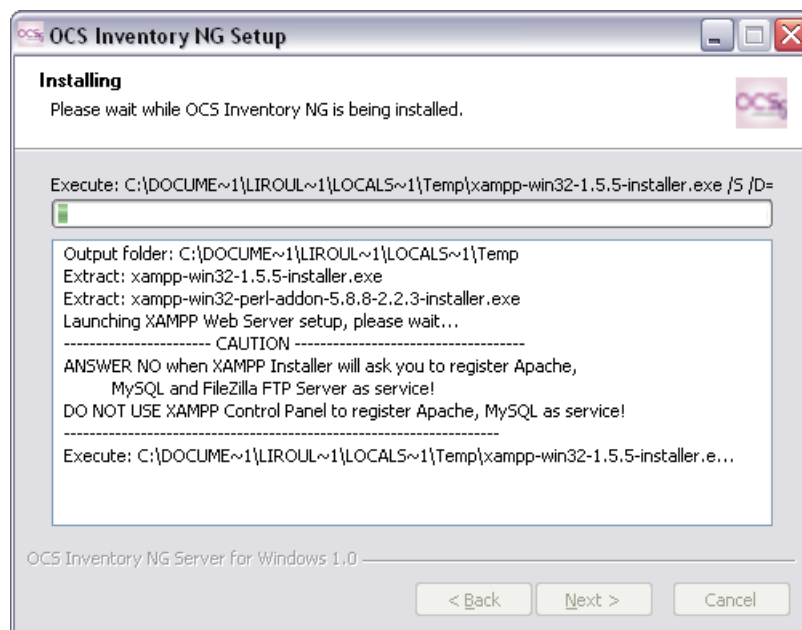 OCS OCS Inventory NG Setup
Installing
Please wait while OCS Inventory NG is being installed.
OCS
Execute: C:\DOCUME~1\LIROUL~1\LOCALS~1\Temp\xampp-win32-1.5.5-installer.exe /S /D=
Output folder: C:\DOCUME~1\LIROUL~1\LOCALS~1\Temp
Extract: xampp-win32-1.5.5-installer.exe
Extract: xampp-win32-perl-addon-5.8.8-2.2.3-installer.exe
Launching XAMPP Web Server setup, please wait...
----------------------- CAUTION ------------------------------------
ANSWER NO when XAMPP Installer will ask you to register Apache,
MySQL and FileZilla FTP Server as service!
DO NOT USE XAMPP Control Panel to register Apache, MySQL as service!
--------------------------------------------------------------------
Execute: C:\DOCUME~1\LIROUL~1\LOCALS~1\Temp\xampp-win32-1.5.5-installer.e...
OCS Inventory NG Server for Windows 1.0
< Back Next > Cancel